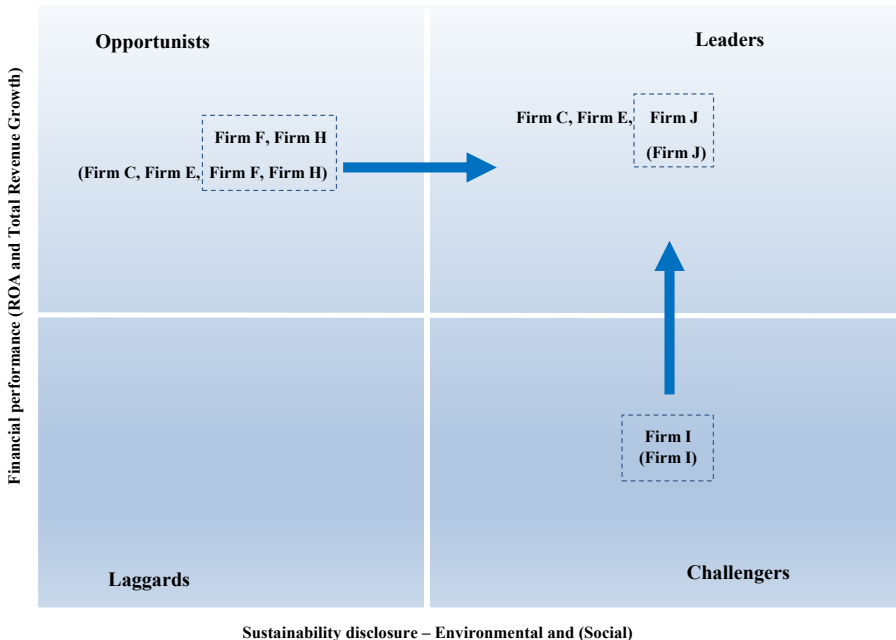 Opportunists
Leaders
Firm F, Firm H
(Firm C, Firm E, Firm F, Firm H)
Firm C, Firm E, Firm J
(Firm J)
Financial performance (ROA and Total Revenue Growth)
Firm I
(Firm I)
Laggards
Challengers
Sustainability disclosure – Environmental and (Social)